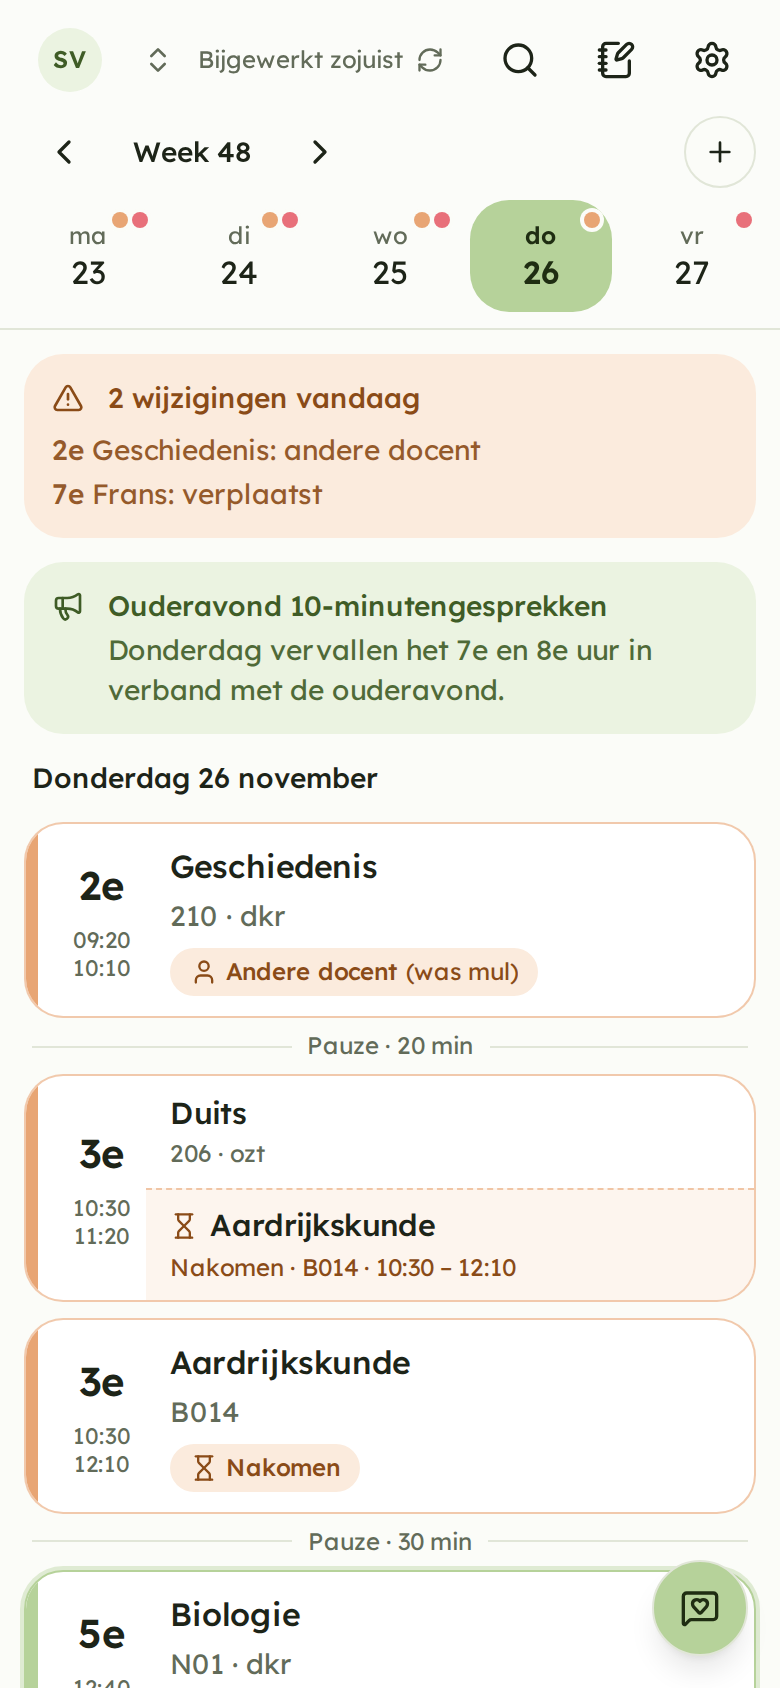 SV
Bijgewerkt zojuist
Week 48
ma
di
wo
do
vr
23
24
25
26
27
2 wijzigingen vandaag
2e Geschiedenis: andere docent
7e Frans: verplaatst
Ouderavond 10-minutengesprekken
Donderdag vervallen het 7e en 8e uur in
verband met de ouderavond.
Donderdag 26 november
2e
09:20
10:10
Geschiedenis
210 · dkr
Andere docent (was mul)
Pauze · 20 min
3e
10:30
11:20
Duits
206 · ozt
Aardrijkskunde
Nakomen · B014 · 10:30 – 12:10
3e
10:30
12:10
Aardrijkskunde
B014
Nakomen
Pauze · 30 min
5e
12:40
Biologie
N01 · dkr